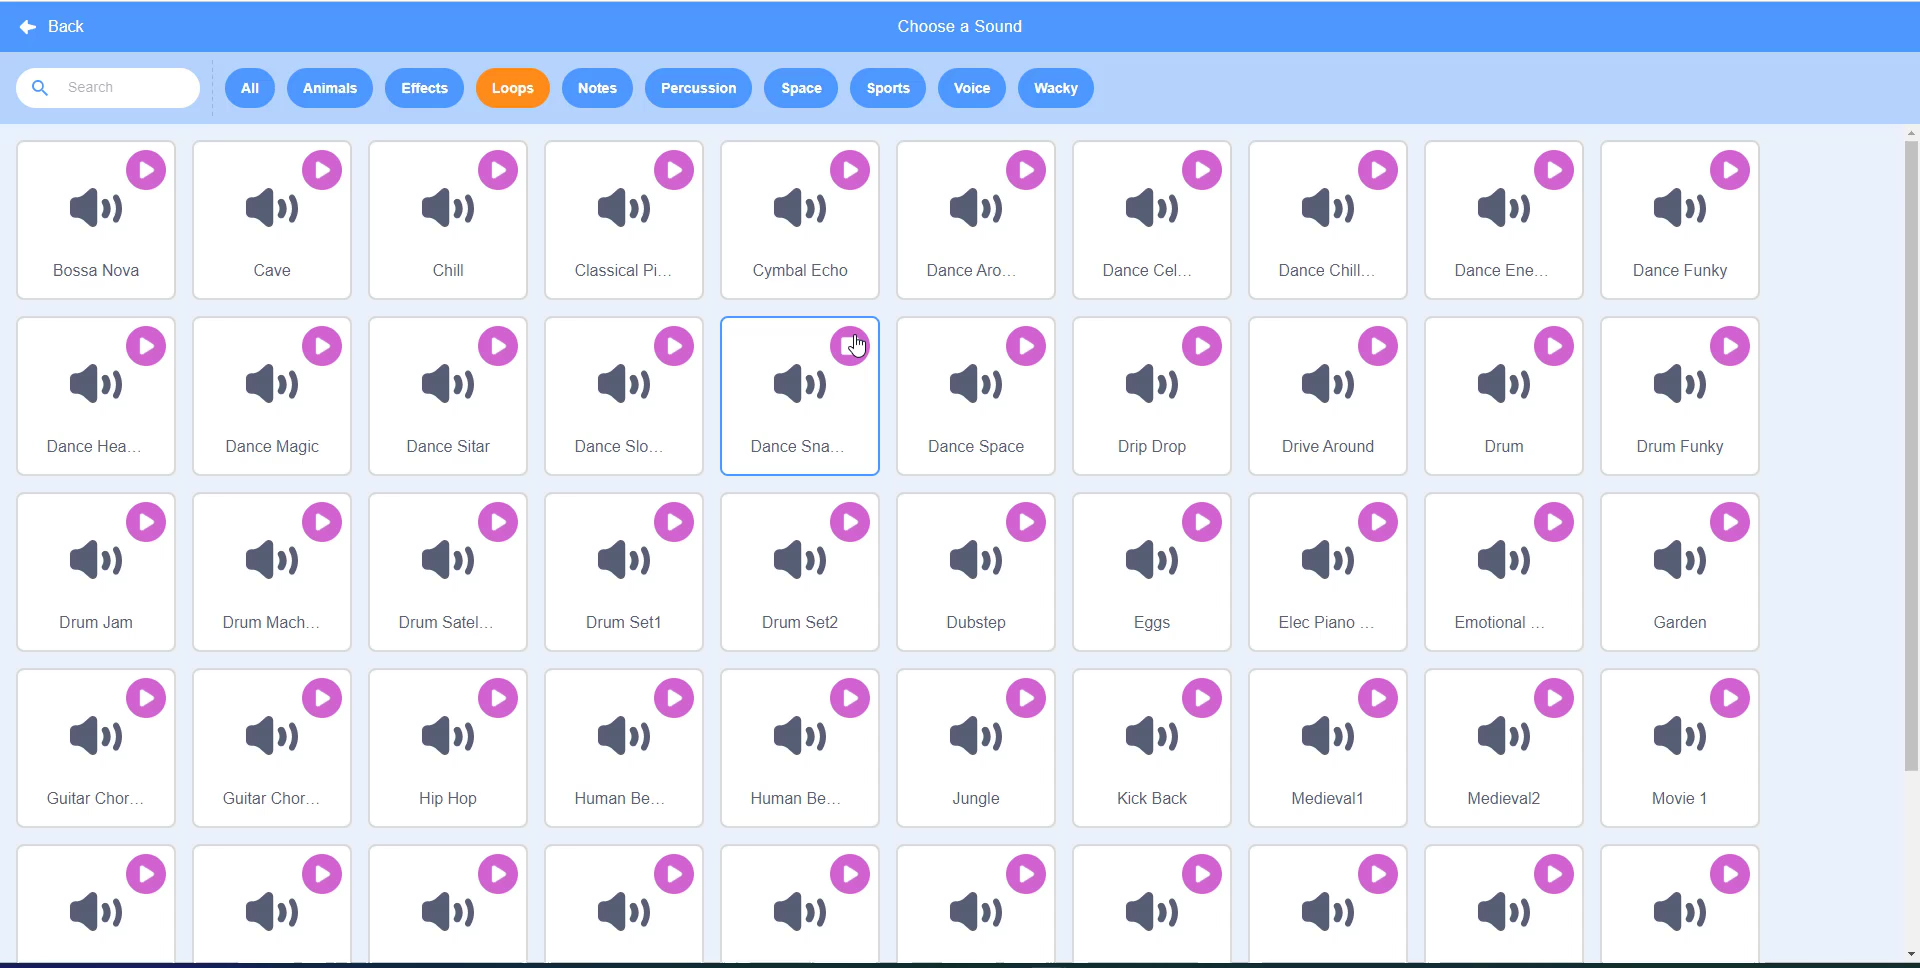 Back
Choose a Sound
Search
All Animals Effects Loops Notes Percussion Space Sports Voice Wacky
Bossa Nova Cave Chill Classical Pi... Cymbal Echo Dance Aro... Dance Cel... Dance Chill... Dance Ene... Dance Funky
Dance Hea... Dance Magic Dance Sitar Dance Slo... Dance Sna... Dance Space Drip Drop Drive Around Drum Drum Funky
Drum Jam Drum Mach... Drum Satel... Drum Set1 Drum Set2 Dubstep Eggs Elec Piano ... Emotional ... Garden
Guitar Chor... Guitar Chor... Hip Hop Human Be... Human Be... Jungle Kick Back Medieval1 Medieval2 Movie 1